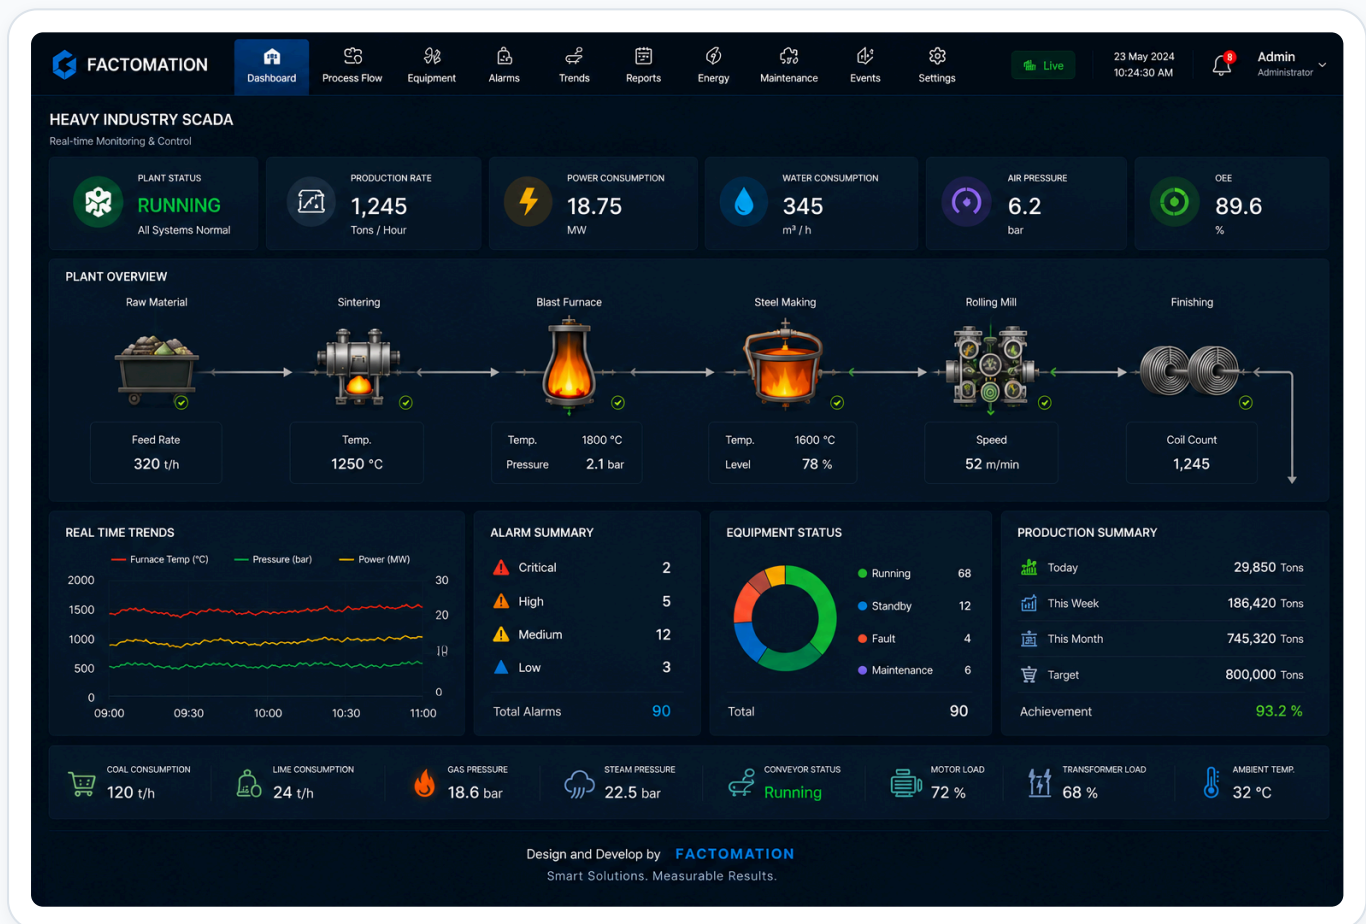 FACTOMATION
Dashboard
Process Flow
Equipment
Alarms
Trends
Reports
Energy
Maintenance
Events
Settings
Live
23 May 2024
10:24:30 AM
8
Admin
Administrator
HEAVY INDUSTRY SCADA
Real-time Monitoring & Control
PLANT STATUS
RUNNING
All Systems Normal
PRODUCTION RATE
1,245
Tons / Hour
POWER CONSUMPTION
18.75
MW
WATER CONSUMPTION
345
m³ / h
AIR PRESSURE
6.2
bar
OEE
89.6
%
PLANT OVERVIEW
Raw Material
Sintering
Blast Furnace
Steel Making
Rolling Mill
Finishing
Feed Rate
320 t/h
Temp.
1250 °C
Temp. 1800 °C
Pressure 2.1 bar
Temp. 1600 °C
Level 78 %
Speed
52 m/min
Coil Count
1,245
REAL TIME TRENDS
Furnace Temp (°C) Pressure (bar) Power (MW)
2000 30
1500 20
1000
500
0 0
09:00 09:30 10:00 10:30 11:00
ALARM SUMMARY
Critical 2
High 5
Medium 12
Low 3
Total Alarms 90
EQUIPMENT STATUS
Running 68
Standby 12
Fault 4
Maintenance 6
Total 90
PRODUCTION SUMMARY
Today 29,850 Tons
This Week 186,420 Tons
This Month 745,320 Tons
Target 800,000 Tons
Achievement 93.2 %
COAL CONSUMPTION
120 t/h
LIME CONSUMPTION
24 t/h
GAS PRESSURE
18.6 bar
STEAM PRESSURE
22.5 bar
CONVEYOR STATUS
Running
MOTOR LOAD
72 %
TRANSFORMER LOAD
68 %
AMBIENT TEMP.
32 °C
Design and Develop by FACTOMATION
Smart Solutions. Measurable Results.